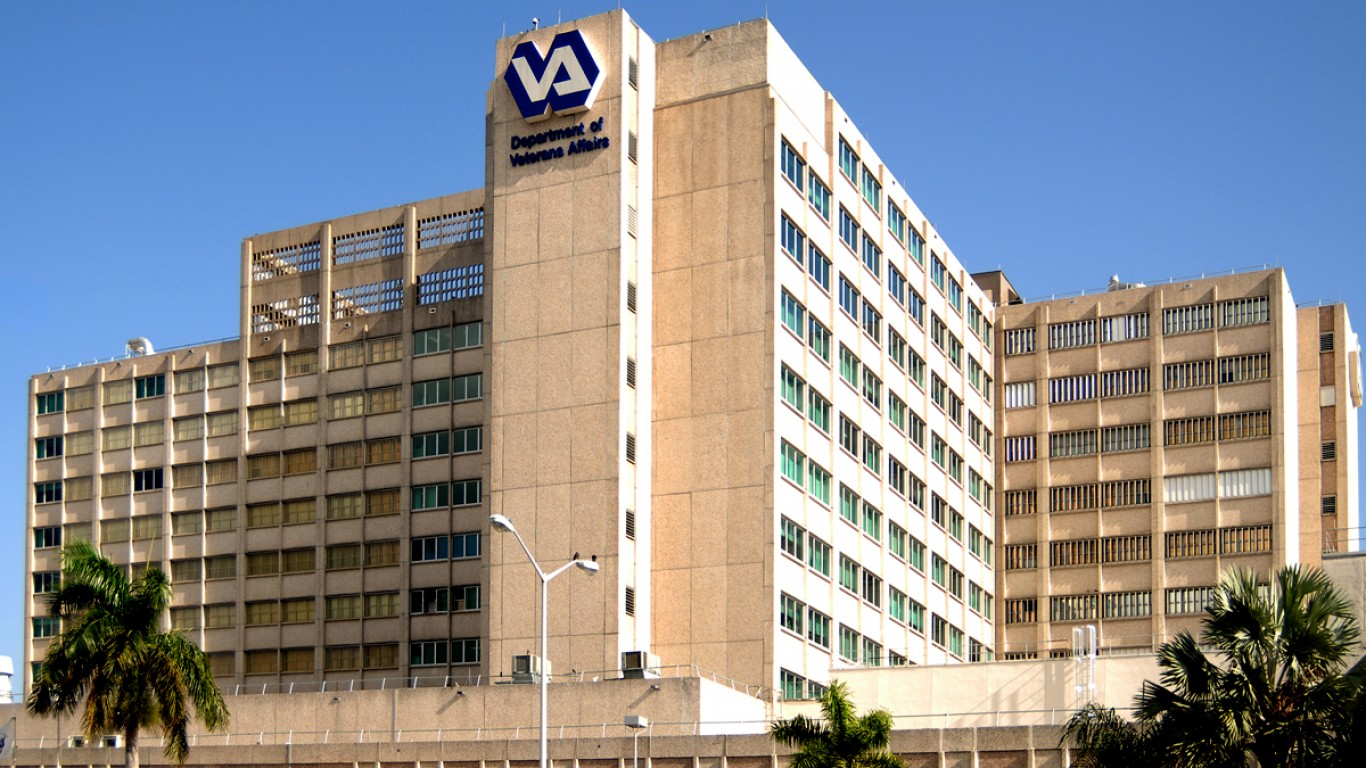 VA
Department of
Veterans Affairs